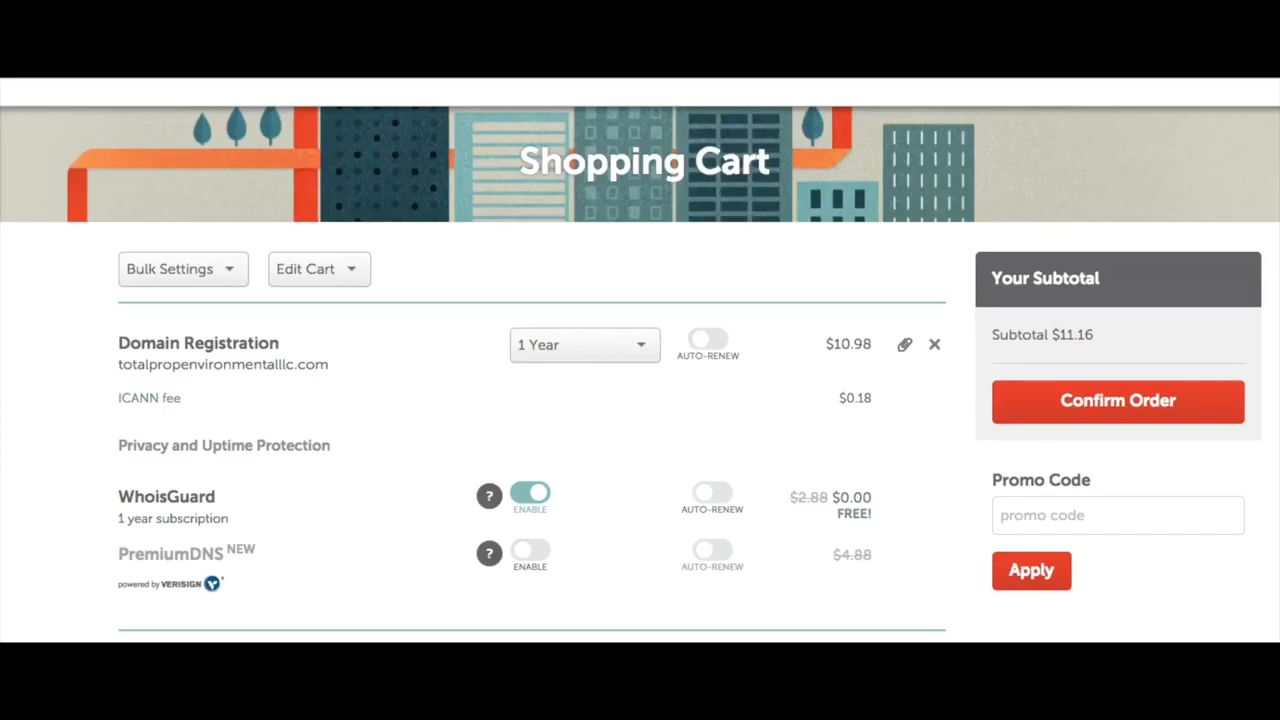 Shopping Cart
Bulk Settings
Edit Cart
Your Subtotal
Subtotal $11.16
Confirm Order
Domain Registration
totalpropenvironmentalllc.com
1 Year
AUTO-RENEW
$10.98
ICANN fee
$0.18
Privacy and Uptime Protection
WhoisGuard
1 year subscription
?
ENABLE
AUTO-RENEW
$2.88 $0.00
FREE!
PremiumDNS NEW
powered by VERISIGN
?
ENABLE
AUTO-RENEW
$4.88
Promo Code
promo code
Apply